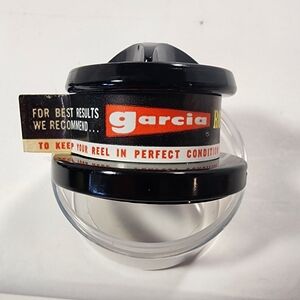 FOR BEST RESULTS
WE RECOMMEND...
garcia
TO KEEP YOUR REEL IN PERFECT CONDITION